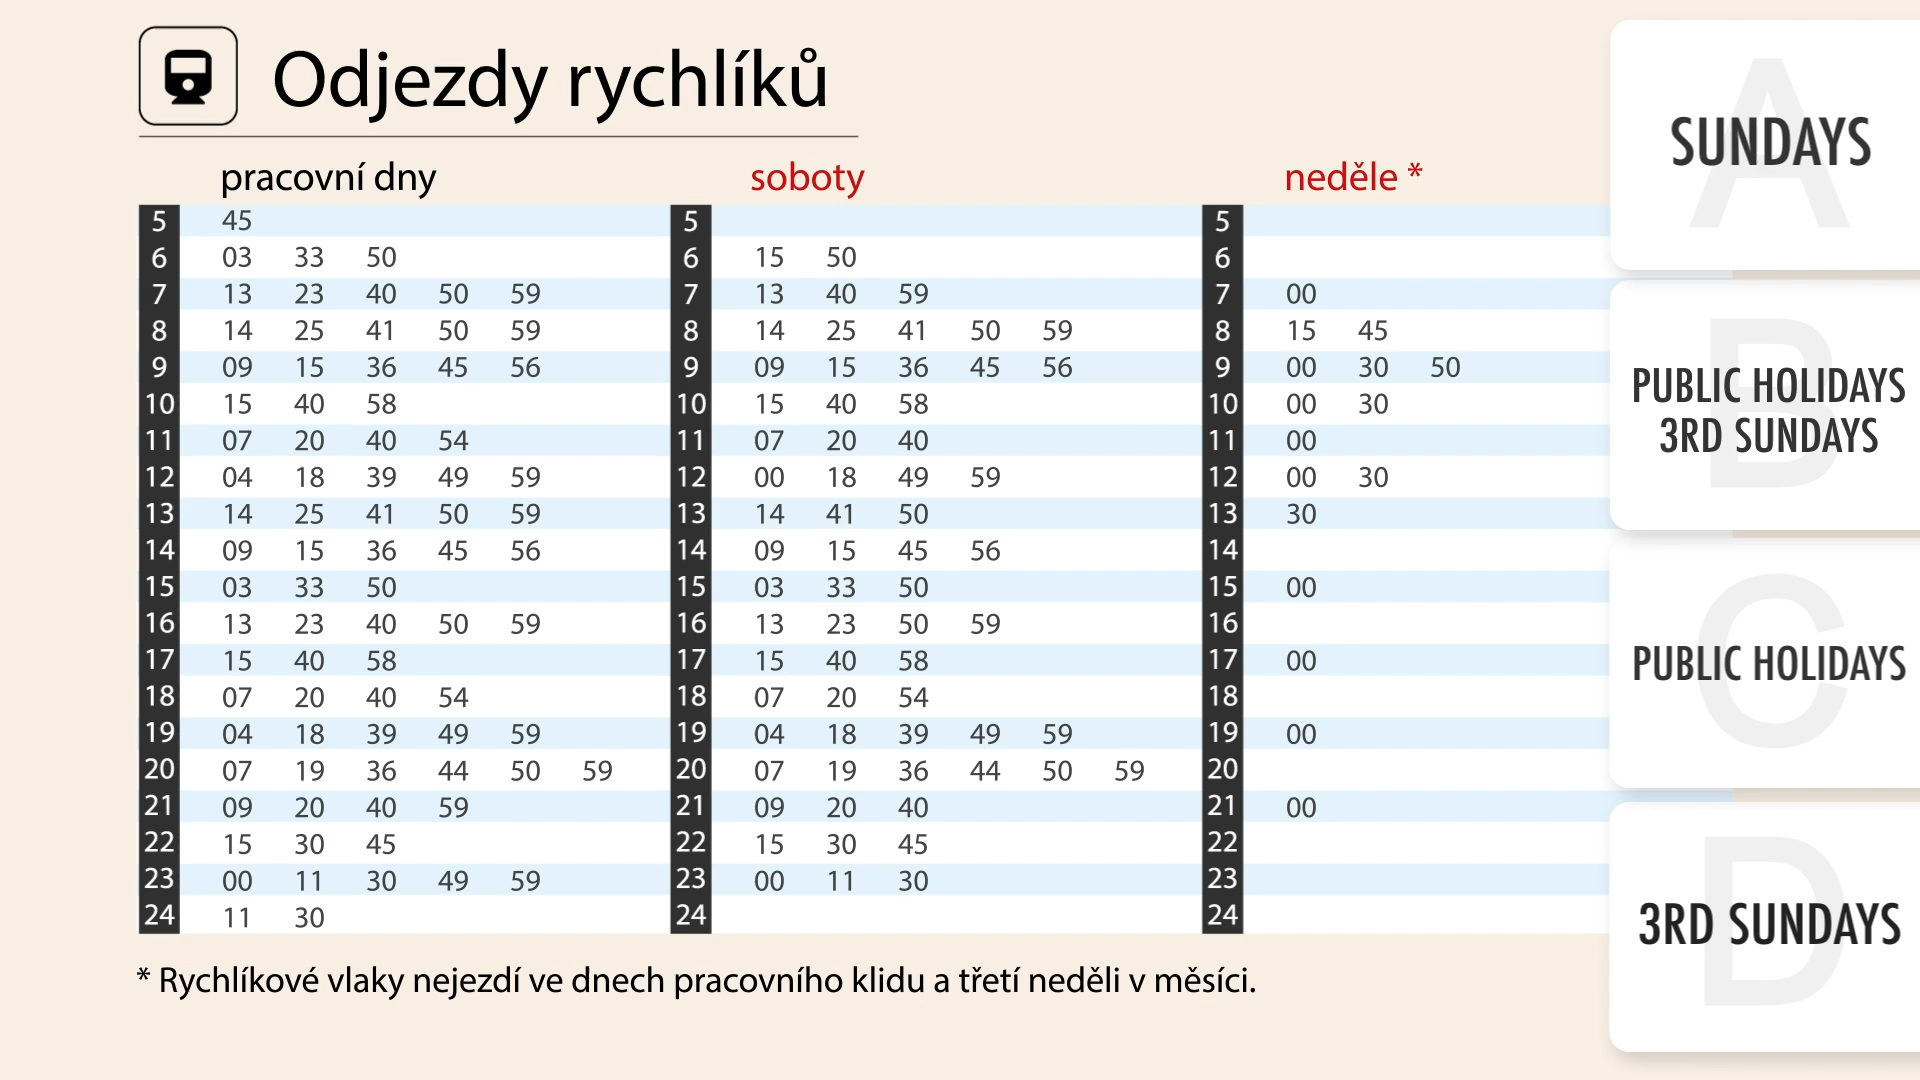 Odjezdy rychlíků
pracovní dny soboty neděle *
5 45 5 5
6 03 33 50 6 15 50 6
7 13 23 40 50 59 7 13 40 59 7 00
8 14 25 41 50 59 8 14 25 41 50 59 8 15 45
9 09 15 36 45 56 9 09 15 36 45 56 9 00 30 50
10 15 40 58 10 15 40 58 10 00 30
11 07 20 40 54 11 07 20 40 11 00
12 04 18 39 49 59 12 00 18 49 59 12 00 30
13 14 25 41 50 59 13 14 41 50 13 30
14 09 15 36 45 56 14 09 15 45 56 14
15 03 33 50 15 03 33 50 15 00
16 13 23 40 50 59 16 13 23 50 59 16
17 15 40 58 17 15 40 58 17 00
18 07 20 40 54 18 07 20 54 18
19 04 18 39 49 59 19 04 18 39 49 59 19 00
20 07 19 36 44 50 59 20 07 19 36 44 50 59 20
21 09 20 40 59 21 09 20 40 21 00
22 15 30 45 22 15 30 45 22
23 00 11 30 49 59 23 00 11 30 23
24 11 30 24 24
* Rychlíkové vlaky nejezdí ve dnech pracovního klidu a třetí neděli v měsíci.
A
SUNDAYS
B
PUBLIC HOLIDAYS
3RD SUNDAYS
C
PUBLIC HOLIDAYS
D
3RD SUNDAYS